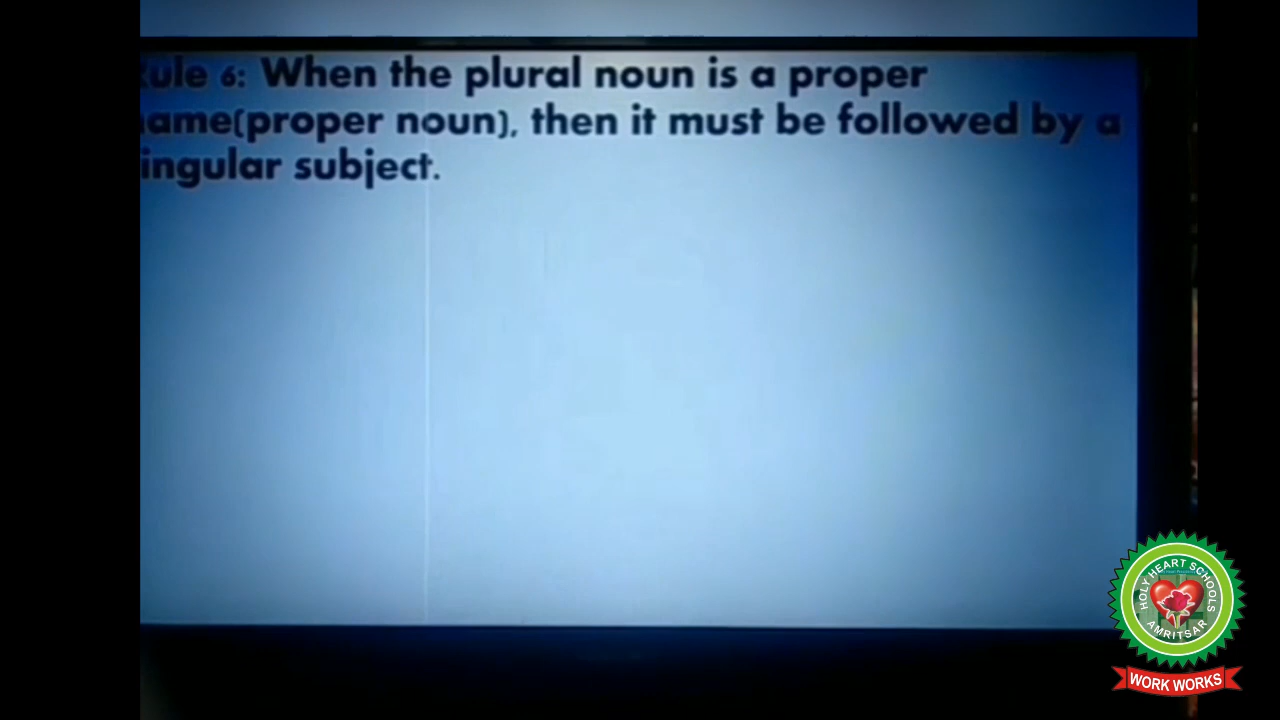 ule 6: When the plural noun is a proper
ame(proper noun), then it must be followed by a
ingular subject.
HOLY HEART SCHOOLS
AMRITSAR
WORK WORKS